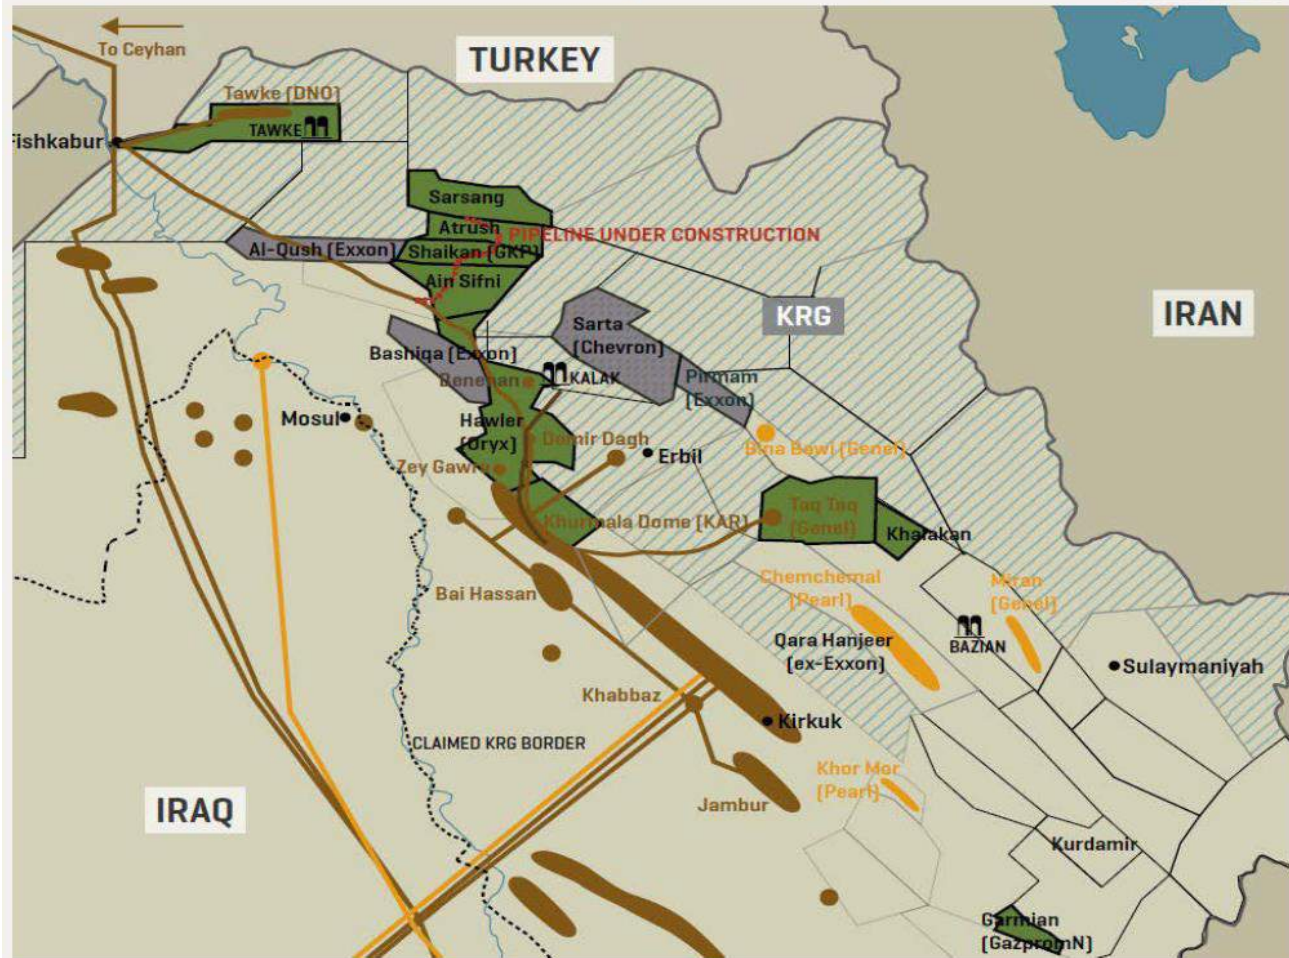 To Ceyhan
TURKEY
Tawke (DNO)
TAWKE
Fishkabur
Sarsang
Atrush
PIPELINE UNDER CONSTRUCTION
Al-Qush (Exxon)
Shaikan (GKP)
Ain Sifni
IRAN
KRG
Sarta
(Chevron)
Bashiqa (Exxon)
Benenan
KALAK
Pirmam
(Exxon)
Mosul
Hawler
(Oryx)
Demir Dagh
Erbil
Bina Bawi (Genel)
Zey Gawra
Taq Taq
(Genel)
Khurmala Dome (KAR)
Khalakan
Chemchemal
(Pearl)
Miran
(Genel)
Bai Hassan
Qara Hanjeer
(ex-Exxon)
BAZIAN
Sulaymaniyah
Khabbaz
Kirkuk
CLAIMED KRG BORDER
Khor Mor
(Pearl)
IRAQ
Jambur
Kurdamir
Garmian
(GazpromN)